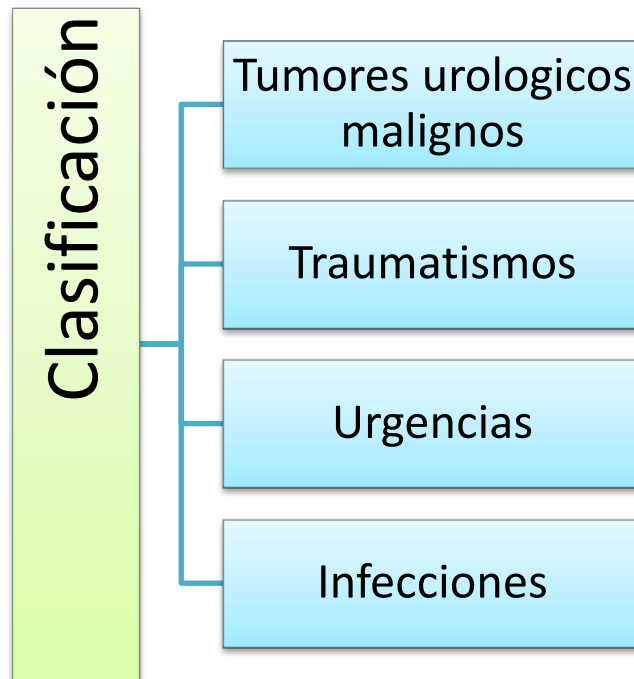 Clasificación
Tumores urologicos
malignos
Traumatismos
Urgencias
Infecciones